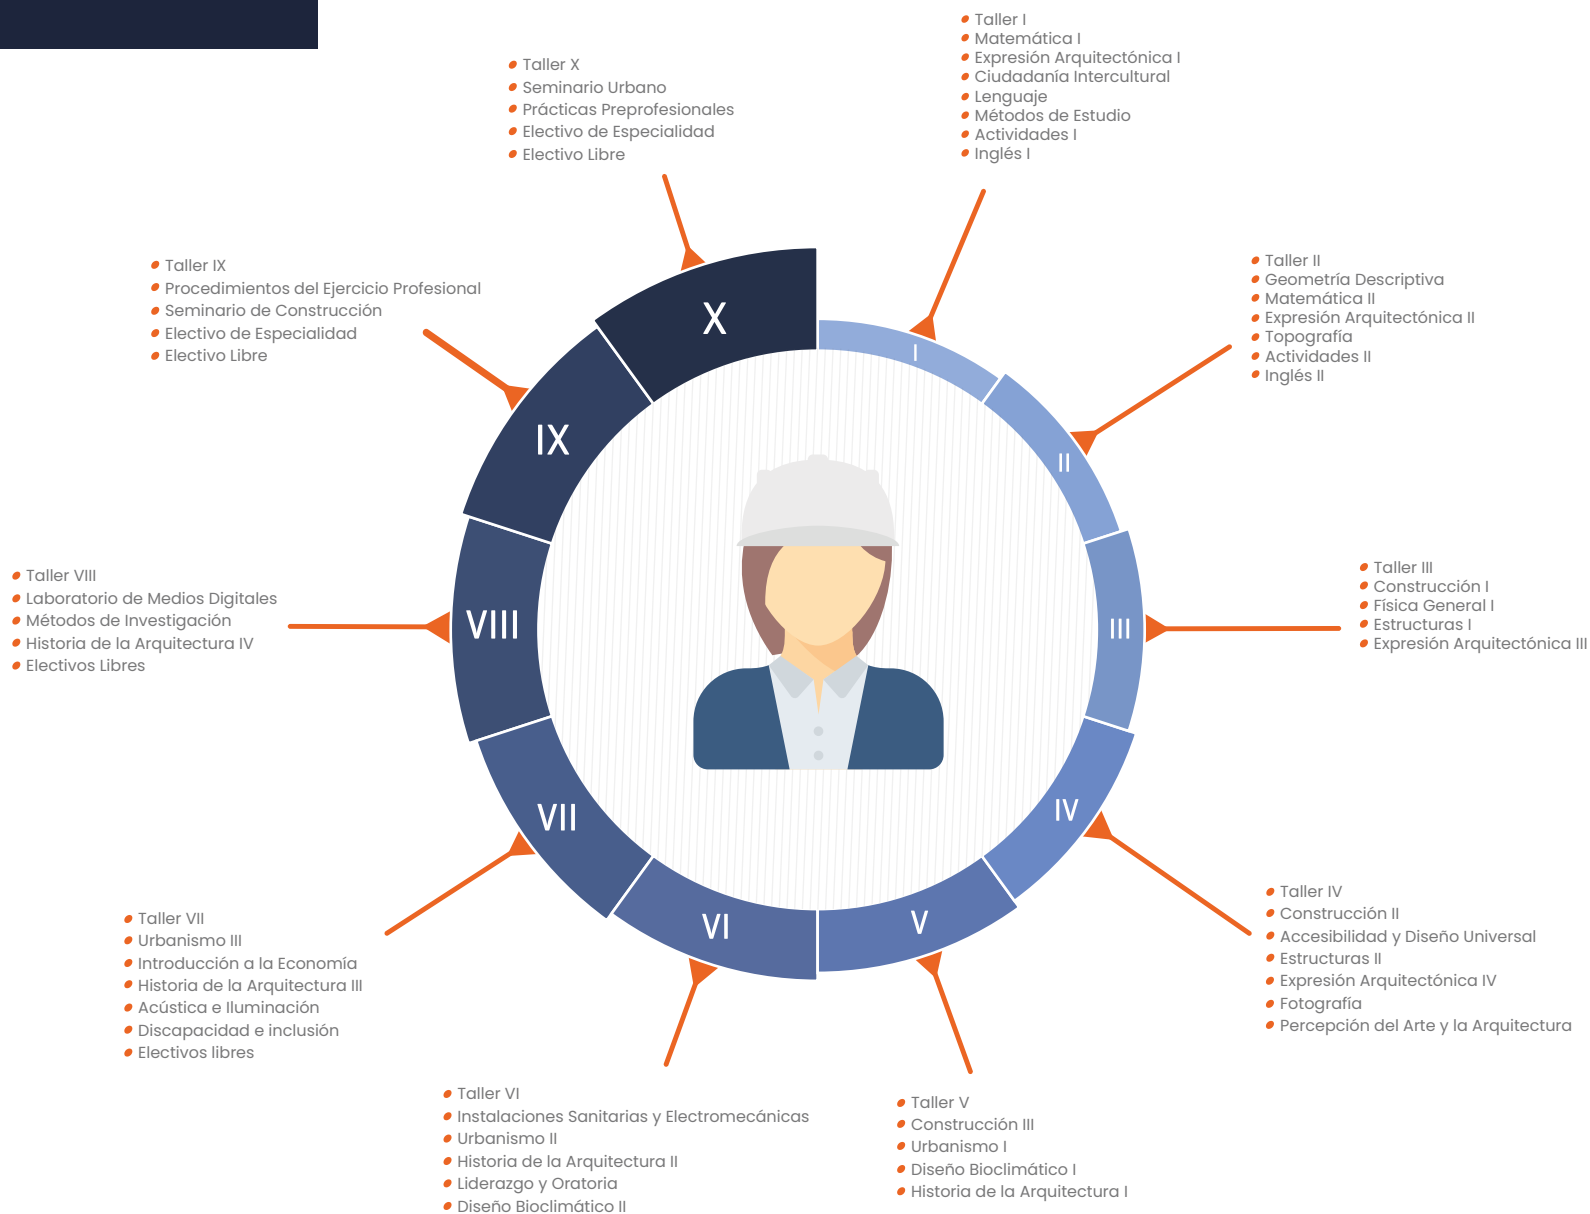 Taller I
Matemática I
Expresión Arquitectónica I
Ciudadanía Intercultural
Lenguaje
Métodos de Estudio
Actividades I
Inglés I
Taller II
Geometría Descriptiva
Matemática II
Expresión Arquitectónica II
Topografía
Actividades II
Inglés II
Taller III
Construcción I
Física General I
Estructuras I
Expresión Arquitectónica III
Taller IV
Construcción II
Accesibilidad y Diseño Universal
Estructuras II
Expresión Arquitectónica IV
Fotografía
Percepción del Arte y la Arquitectura
Taller V
Construcción III
Urbanismo I
Diseño Bioclimático I
Historia de la Arquitectura I
Taller VI
Instalaciones Sanitarias y Electromecánicas
Urbanismo II
Historia de la Arquitectura II
Liderazgo y Oratoria
Diseño Bioclimático II
Taller VII
Urbanismo III
Introducción a la Economía
Historia de la Arquitectura III
Acústica e Iluminación
Discapacidad e inclusión
Electivos libres
Taller VIII
Laboratorio de Medios Digitales
Métodos de Investigación
Historia de la Arquitectura IV
Electivos Libres
Taller IX
Procedimientos del Ejercicio Profesional
Seminario de Construcción
Electivo de Especialidad
Electivo Libre
Taller X
Seminario Urbano
Prácticas Preprofesionales
Electivo de Especialidad
Electivo Libre
I
II
III
IV
V
VI
VII
VIII
IX
X